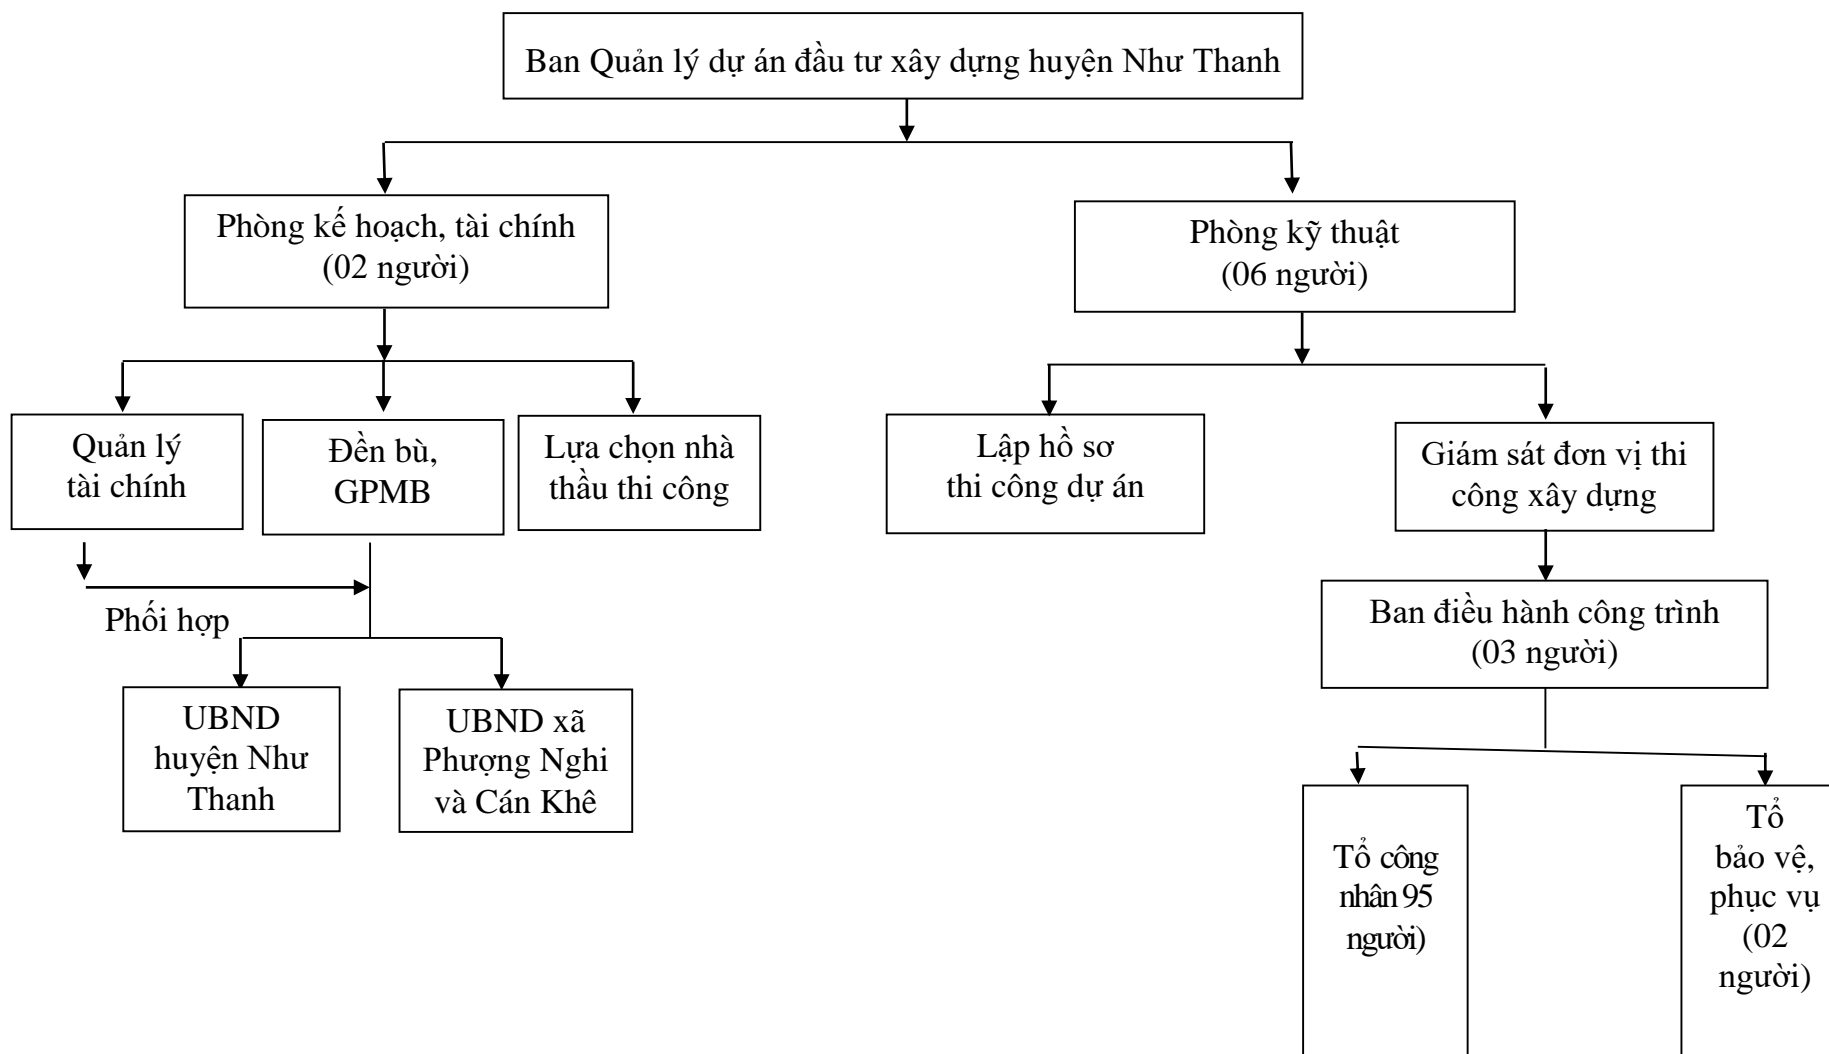 Ban Quản lý dự án đầu tư xây dựng huyện Như Thanh
Phòng kế hoạch, tài chính
(02 người)
Phòng kỹ thuật
(06 người)
Quản lý
tài chính
Đền bù,
GPMB
Lựa chọn nhà
thầu thi công
Lập hồ sơ
thi công dự án
Giám sát đơn vị thi
công xây dựng
Phối hợp
Ban điều hành công trình
(03 người)
UBND
huyện Như
Thanh
UBND xã
Phượng Nghi
và Cán Khê
Tổ công
nhân 95
người)
Tổ
bảo vệ,
phục vụ
(02
người)